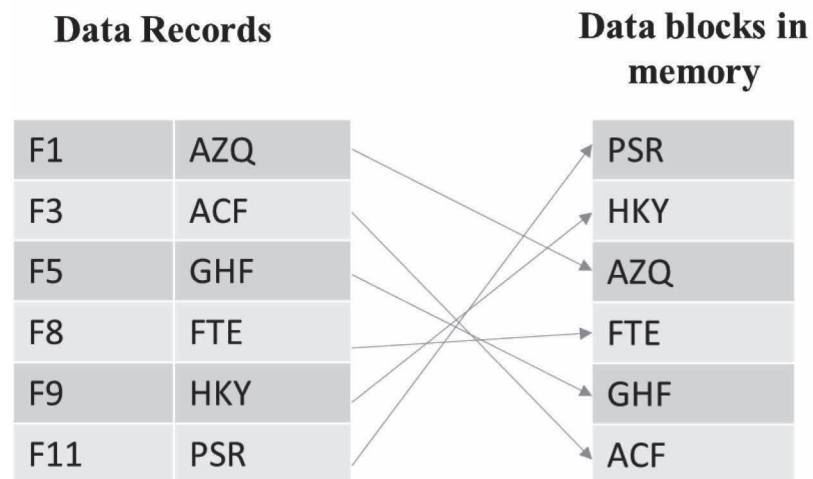 Data Records
Data blocks in
memory
F1 AZQ
F3 ACF
F5 GHF
F8 FTE
F9 HKY
F11 PSR
PSR
HKY
AZQ
FTE
GHF
ACF